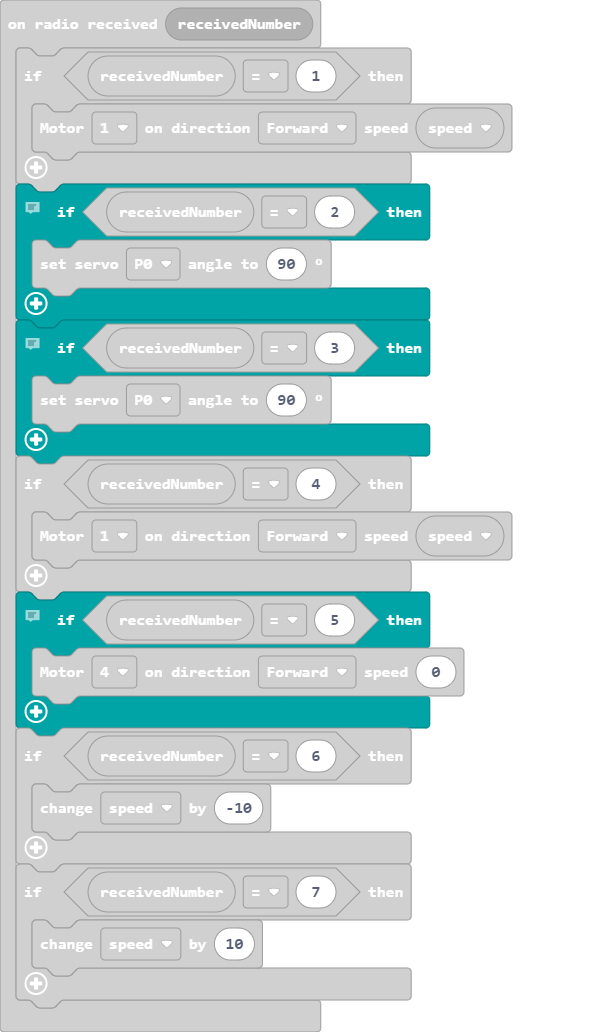 on radio received receivedNumber
if receivedNumber = 1 then
Motor 1 on direction Forward speed speed
if receivedNumber = 2 then
set servo P0 angle to 90 °
if receivedNumber = 3 then
set servo P0 angle to 90 °
if receivedNumber = 4 then
Motor 1 on direction Forward speed speed
if receivedNumber = 5 then
Motor 4 on direction Forward speed 0
if receivedNumber = 6 then
change speed by -10
if receivedNumber = 7 then
change speed by 10